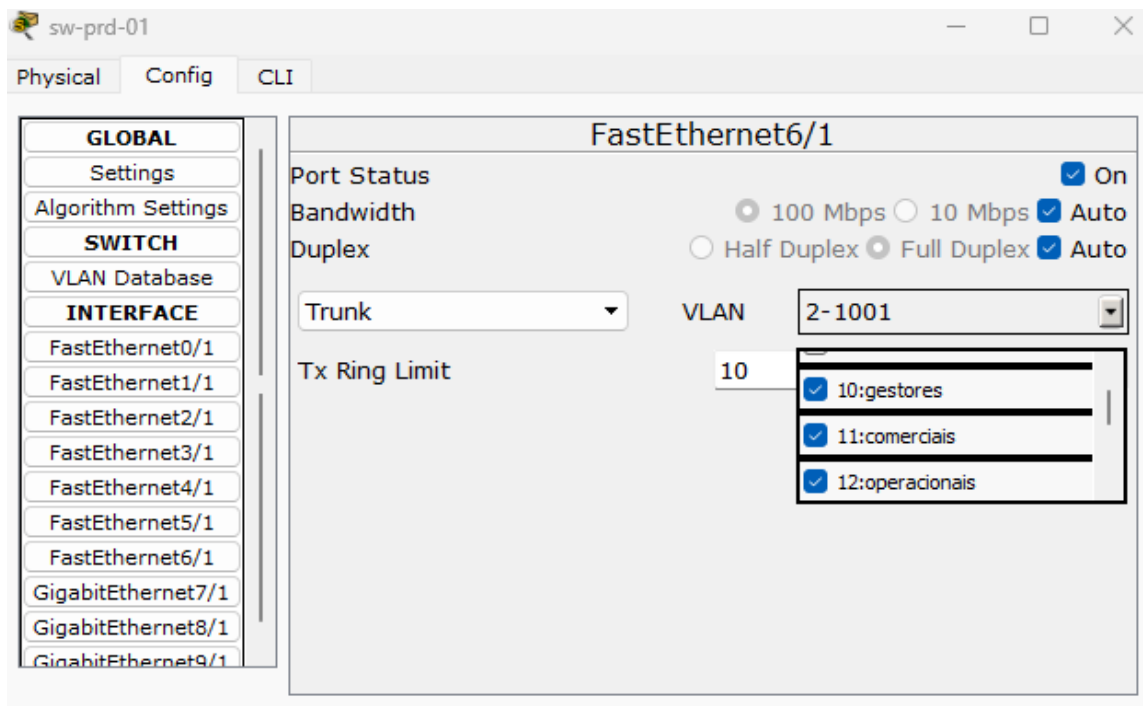 sw-prd-01
Physical Config CLI
GLOBAL
Settings
Algorithm Settings
SWITCH
VLAN Database
INTERFACE
FastEthernet0/1
FastEthernet1/1
FastEthernet2/1
FastEthernet3/1
FastEthernet4/1
FastEthernet5/1
FastEthernet6/1
GigabitEthernet7/1
GigabitEthernet8/1
GigabitEthernet9/1
FastEthernet6/1
Port Status On
Bandwidth 100 Mbps 10 Mbps Auto
Duplex Half Duplex Full Duplex Auto
Trunk VLAN 2-1001
Tx Ring Limit 10
10:gestores
11:comerciais
12:operacionais